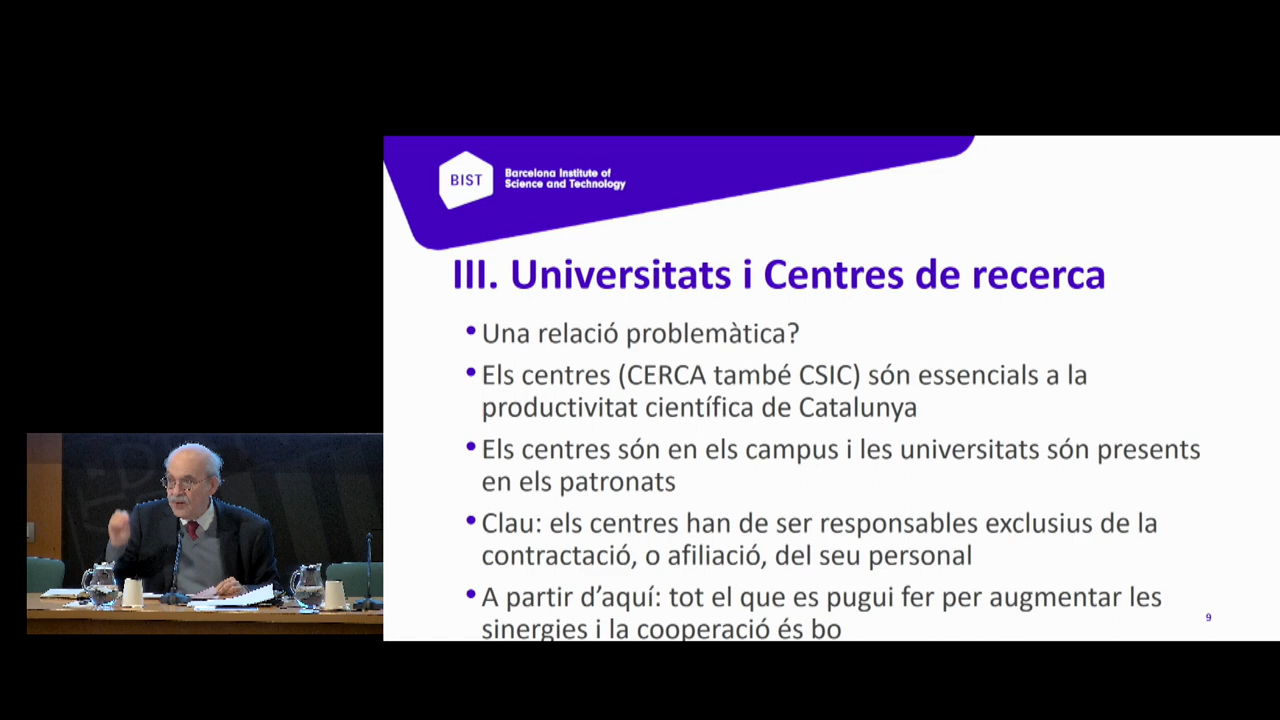 BIST
Barcelona Institute of
Science and Technology
III. Universitats i Centres de recerca
•Una relació problemàtica?
•Els centres (CERCA també CSIC) són essencials a la
productivitat científica de Catalunya
•Els centres són en els campus i les universitats són presents
en els patronats
•Clau: els centres han de ser responsables exclusius de la
contractació, o afiliació, del seu personal
•A partir d’aquí: tot el que es pugui fer per augmentar les
sinergies i la cooperació és bo
9